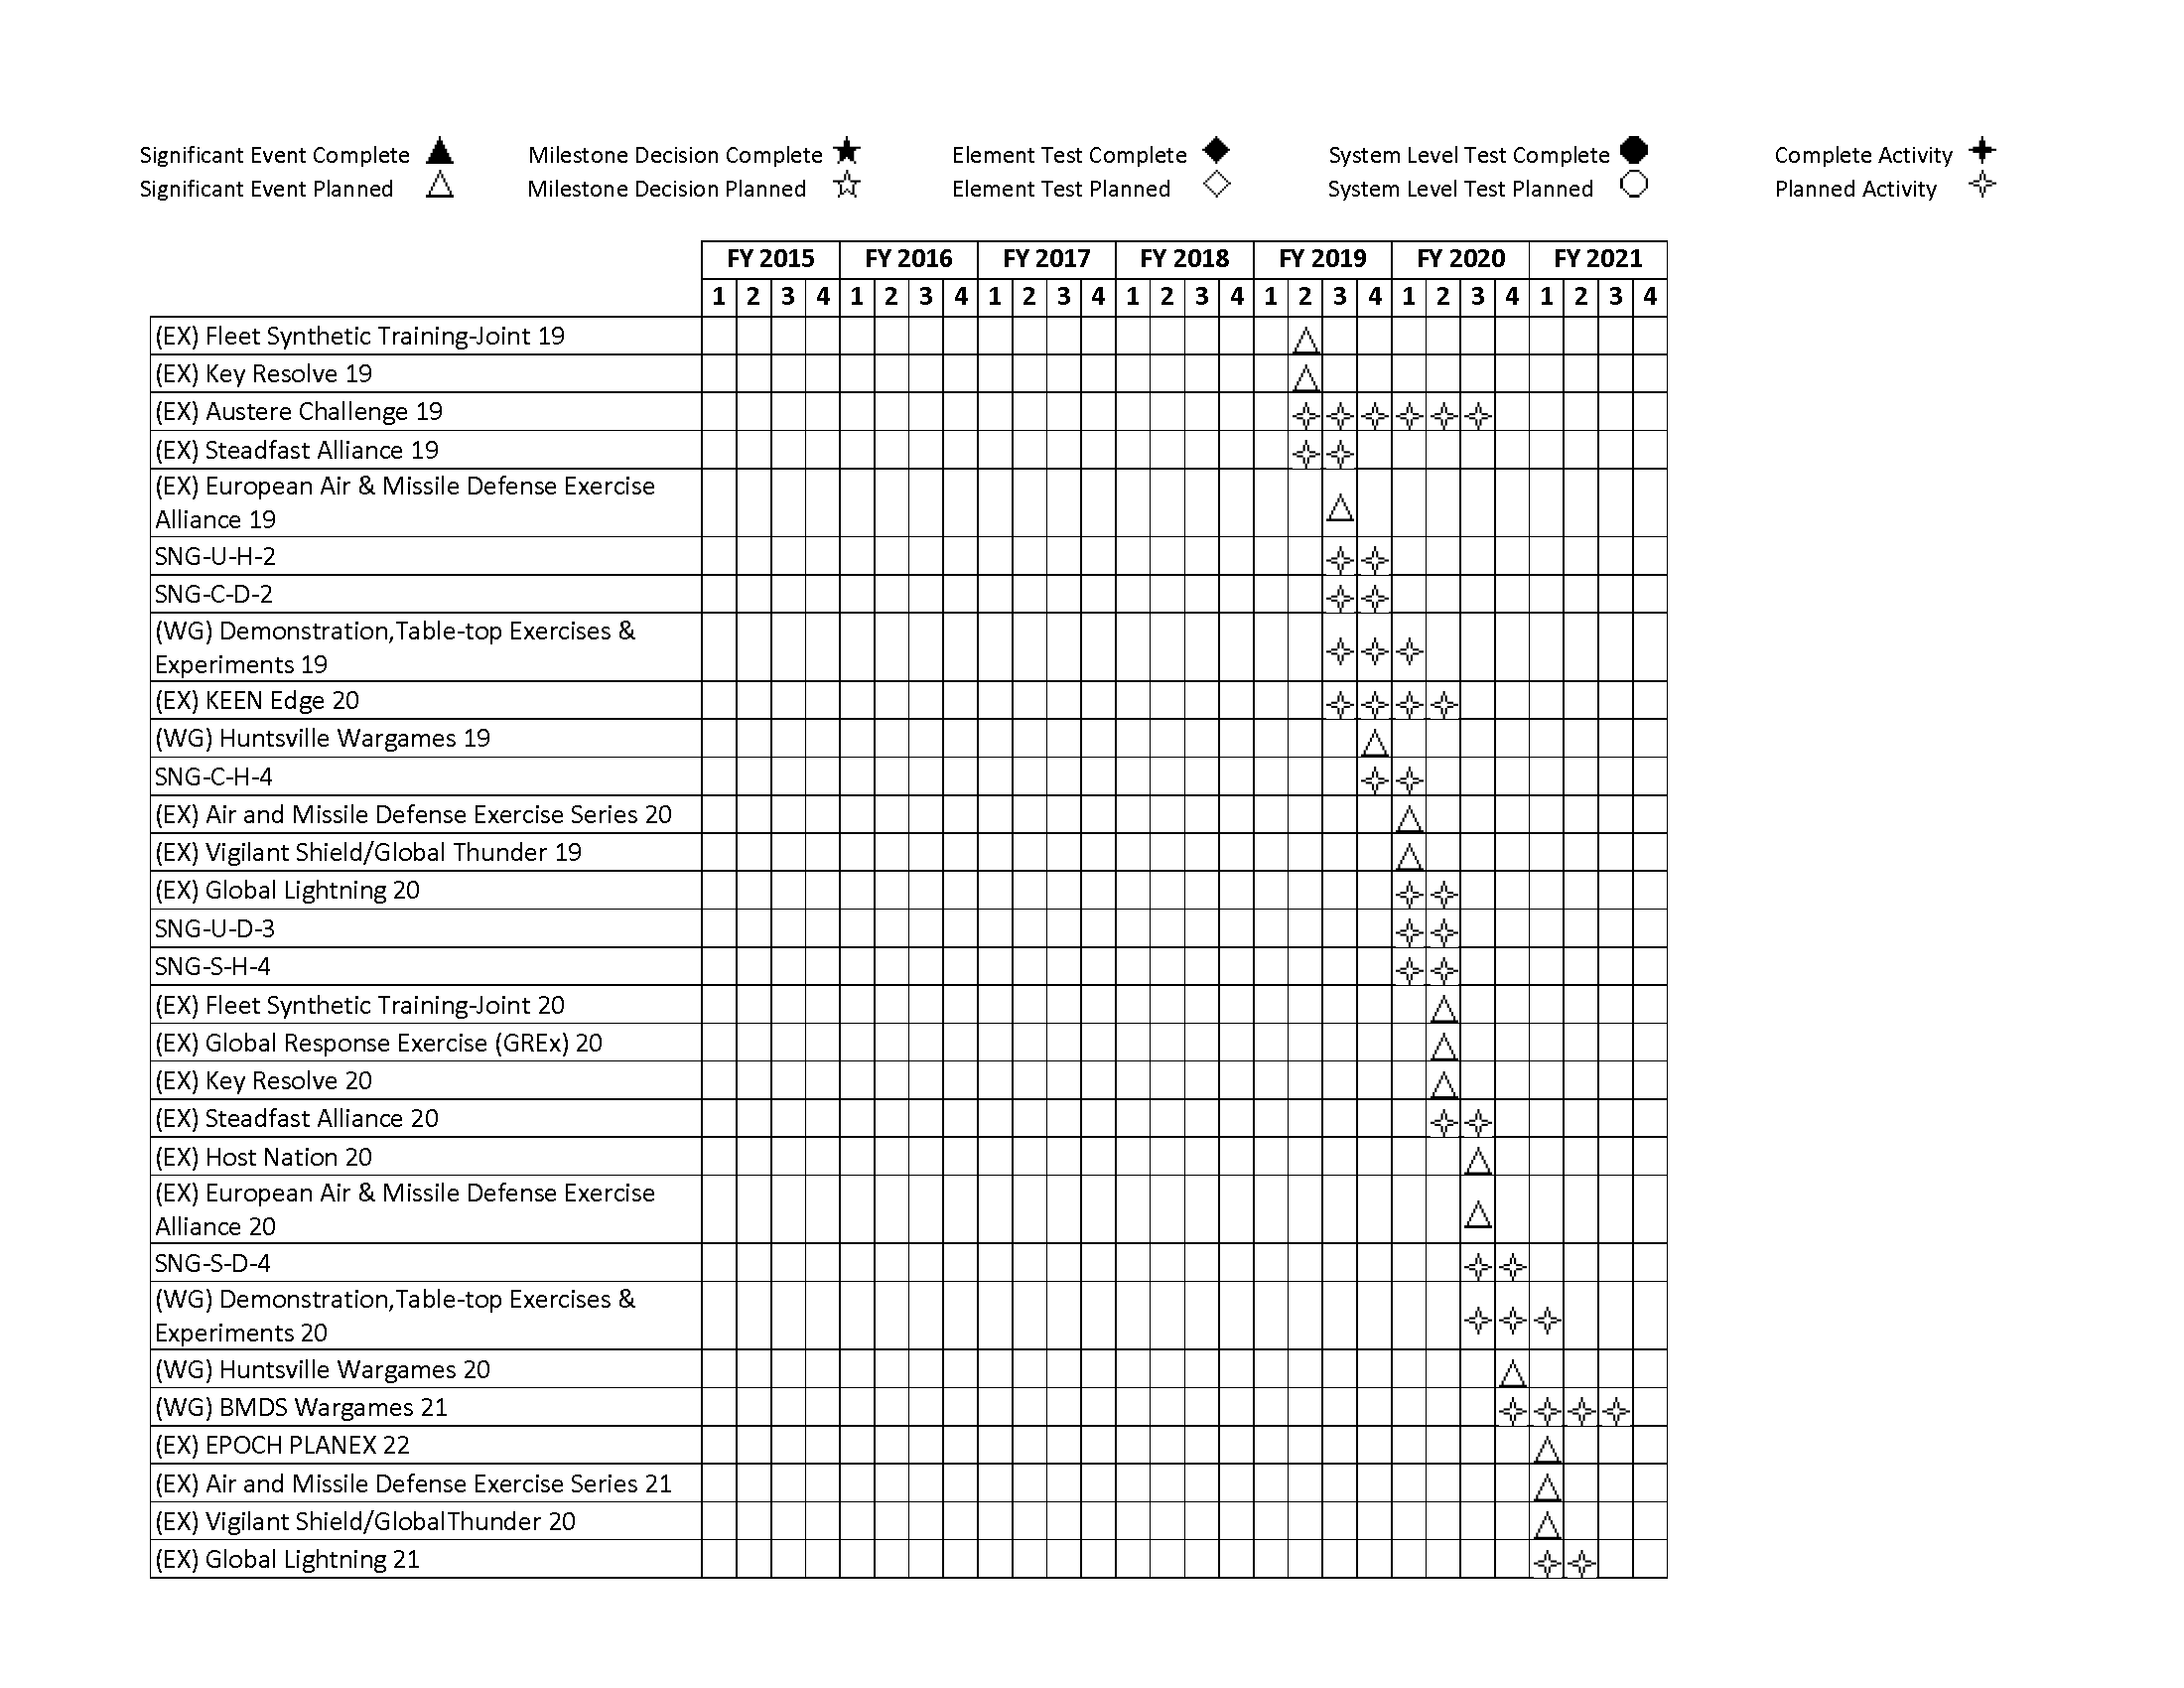 Significant Event Complete Milestone Decision Complete Element Test Complete System Level Test Complete Complete Activity
Significant Event Planned Milestone Decision Planned Element Test Planned System Level Test Planned Planned Activity
FY 2015 FY 2016 FY 2017 FY 2018 FY 2019 FY 2020 FY 2021
1 2 3 4 1 2 3 4 1 2 3 4 1 2 3 4 1 2 3 4 1 2 3 4 1 2 3 4
(EX) Fleet Synthetic Training-Joint 19
(EX) Key Resolve 19
(EX) Austere Challenge 19
(EX) Steadfast Alliance 19
(EX) European Air & Missile Defense Exercise
Alliance 19
SNG-U-H-2
SNG-C-D-2
(WG) Demonstration,Table-top Exercises &
Experiments 19
(EX) KEEN Edge 20
(WG) Huntsville Wargames 19
SNG-C-H-4
(EX) Air and Missile Defense Exercise Series 20
(EX) Vigilant Shield/Global Thunder 19
(EX) Global Lightning 20
SNG-U-D-3
SNG-S-H-4
(EX) Fleet Synthetic Training-Joint 20
(EX) Global Response Exercise (GREx) 20
(EX) Key Resolve 20
(EX) Steadfast Alliance 20
(EX) Host Nation 20
(EX) European Air & Missile Defense Exercise
Alliance 20
SNG-S-D-4
(WG) Demonstration,Table-top Exercises &
Experiments 20
(WG) Huntsville Wargames 20
(WG) BMDS Wargames 21
(EX) EPOCH PLANEX 22
(EX) Air and Missile Defense Exercise Series 21
(EX) Vigilant Shield/GlobalThunder 20
(EX) Global Lightning 21